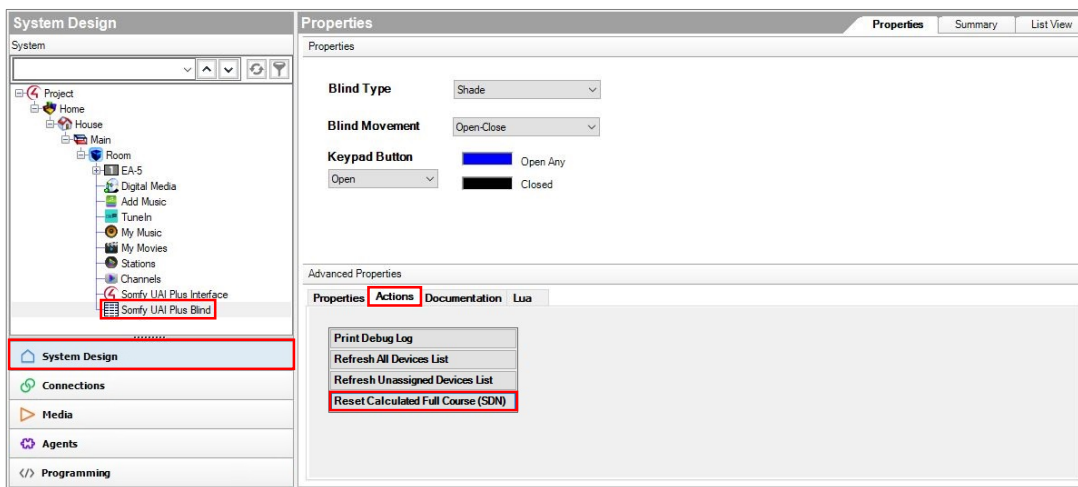 System Design
System
Project
Home
House
Main
Room
EA-5
Digital Media
Add Music
TuneIn
My Music
My Movies
Stations
Channels
Somfy UAI Plus Interface
Somfy UAI Plus Blind
System Design
Connections
Media
Agents
</> Programming
Properties
Properties Summary List View
Properties
Blind Type Shade
Blind Movement Open-Close
Keypad Button
Open Any
Open
Closed
Advanced Properties
Properties Actions Documentation Lua
Print Debug Log
Refresh All Devices List
Refresh Unassigned Devices List
Reset Calculated Full Course (SDN)